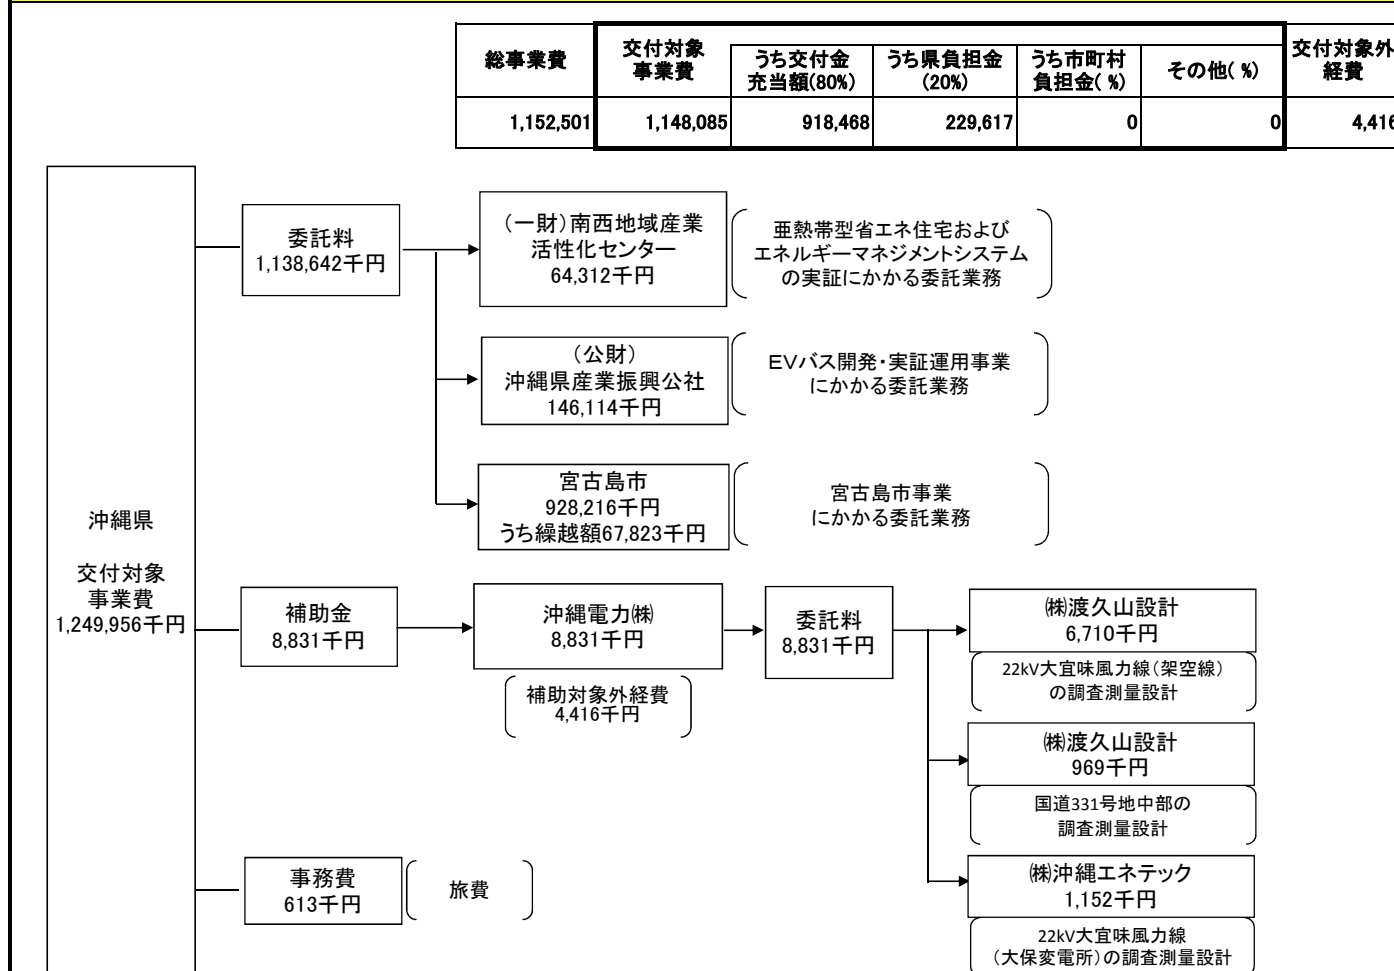 総事業費
交付対象
事業費
うち交付金
充当額(80%)
うち県負担金
(20%)
うち市町村
負担金( %)
その他( %)
交付対象外
経費
1,152,501
1,148,085
918,468
229,617
0
0
4,416
沖縄県
交付対象
事業費
1,249,956千円
委託料
1,138,642千円
(一財)南西地域産業
活性化センター
64,312千円
亜熱帯型省エネ住宅および
エネルギーマネジメントシステム
の実証にかかる委託業務
(公財)
沖縄県産業振興公社
146,114千円
EVバス開発・実証運用事業
にかかる委託業務
宮古島市
928,216千円
うち繰越額67,823千円
宮古島市事業
にかかる委託業務
補助金
8,831千円
沖縄電力㈱
8,831千円
補助対象外経費
4,416千円
委託料
8,831千円
㈱渡久山設計
6,710千円
22kV大宜味風力線(架空線)
の調査測量設計
㈱渡久山設計
969千円
国道331号地中部の
調査測量設計
㈱沖縄エネテック
1,152千円
22kV大宜味風力線
(大保変電所)の調査測量設計
事務費
613千円
旅費